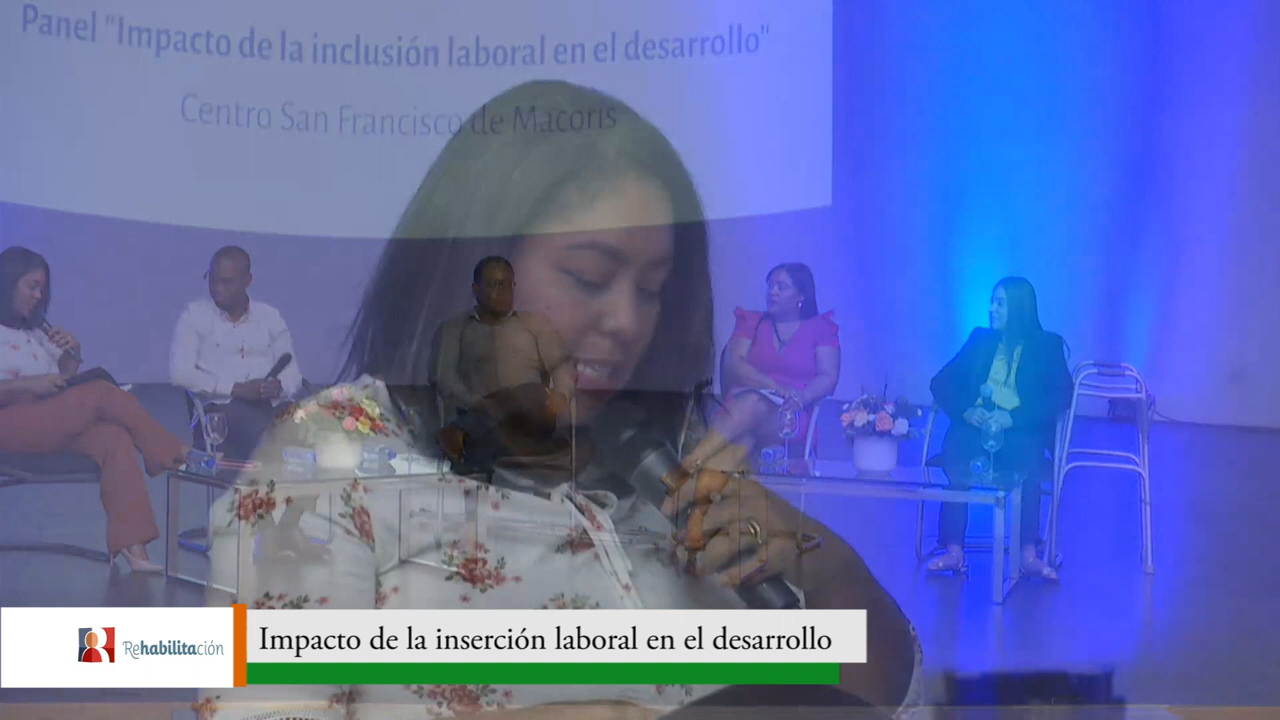 Panel "Impacto de la inclusión laboral en el desarrollo"
Centro San Francisco de Macorís
Rehabilitación
Impacto de la inserción laboral en el desarrollo